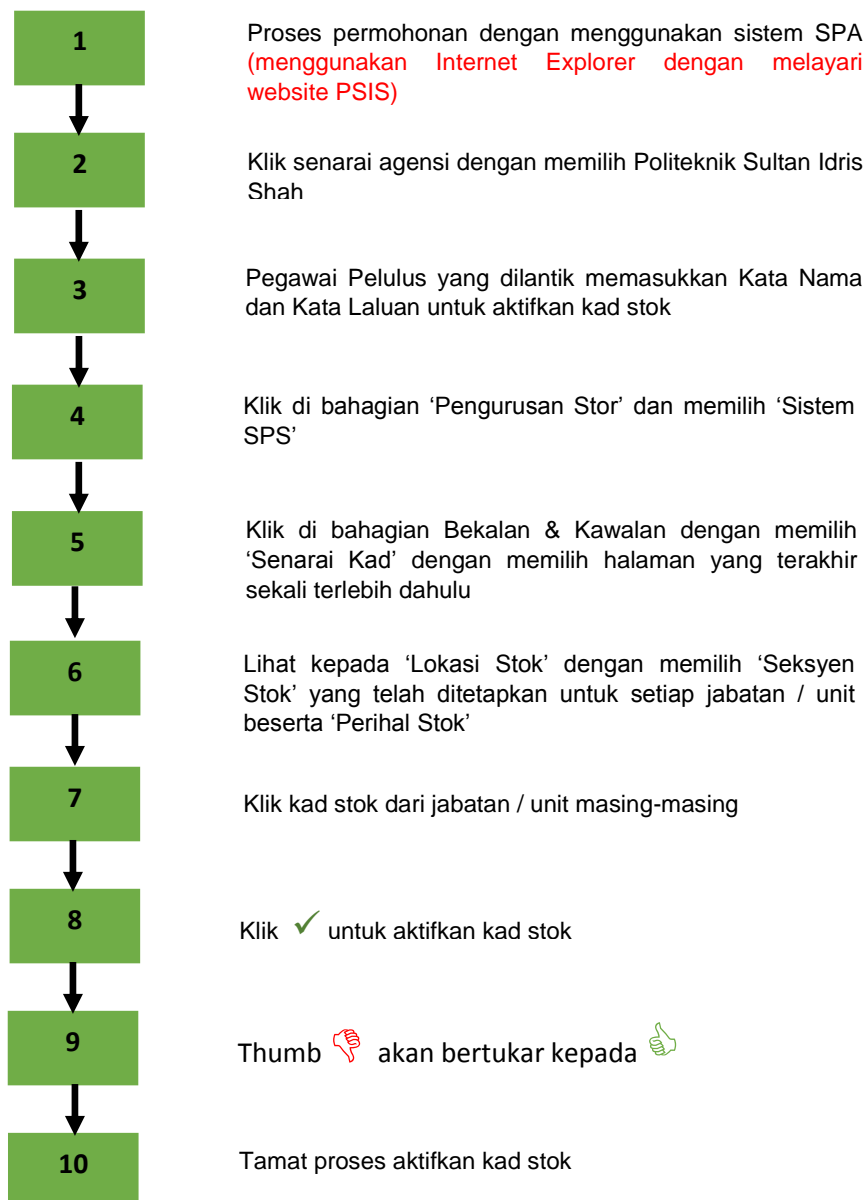 1
Proses permohonan dengan menggunakan sistem SPA
(menggunakan Internet Explorer dengan melayari
website PSIS)
2
Klik senarai agensi dengan memilih Politeknik Sultan Idris
Shah
3
Pegawai Pelulus yang dilantik memasukkan Kata Nama
dan Kata Laluan untuk aktifkan kad stok
4
Klik di bahagian ‘Pengurusan Stor’ dan memilih ‘Sistem
SPS’
5
Klik di bahagian Bekalan & Kawalan dengan memilih
‘Senarai Kad’ dengan memilih halaman yang terakhir
sekali terlebih dahulu
6
Lihat kepada ‘Lokasi Stok’ dengan memilih ‘Seksyen
Stok’ yang telah ditetapkan untuk setiap jabatan / unit
beserta ‘Perihal Stok’
7
Klik kad stok dari jabatan / unit masing-masing
8
Klik ✓ untuk aktifkan kad stok
9
Thumb 👎 akan bertukar kepada 👍
10
Tamat proses aktifkan kad stok